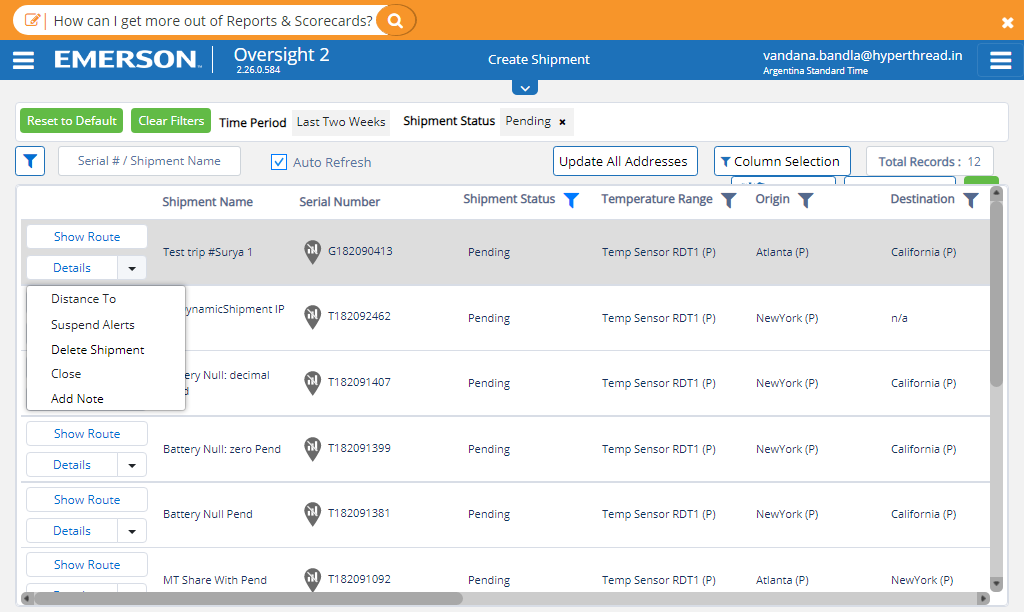 How can I get more out of Reports & Scorecards?
EMERSON.
Oversight 2
2.26.0.584
Create Shipment
vandana.bandla@hyperthread.in
Argentina Standard Time
Reset to Default
Clear Filters
Time Period
Last Two Weeks
Shipment Status
Pending ×
Serial # / Shipment Name
Auto Refresh
Update All Addresses
Column Selection
Total Records : 12
Shipment Name
Serial Number
Shipment Status
Temperature Range
Origin
Destination
Show Route
Details
Test trip #Surya 1
G182090413
Pending
Temp Sensor RDT1 (P)
Atlanta (P)
California (P)
Distance To
Suspend Alerts
Delete Shipment
Close
Add Note
ynamicShipment IP
T182092462
Pending
Temp Sensor RDT1 (P)
NewYork (P)
n/a
ery Null: decimal
T182091407
Pending
Temp Sensor RDT1 (P)
NewYork (P)
California (P)
Show Route
Details
Battery Null: zero Pend
T182091399
Pending
Temp Sensor RDT1 (P)
NewYork (P)
California (P)
Show Route
Details
Battery Null Pend
T182091381
Pending
Temp Sensor RDT1 (P)
NewYork (P)
California (P)
Show Route
MT Share With Pend
T182091092
Pending
Temp Sensor RDT1 (P)
Atlanta (P)
NewYork (P)